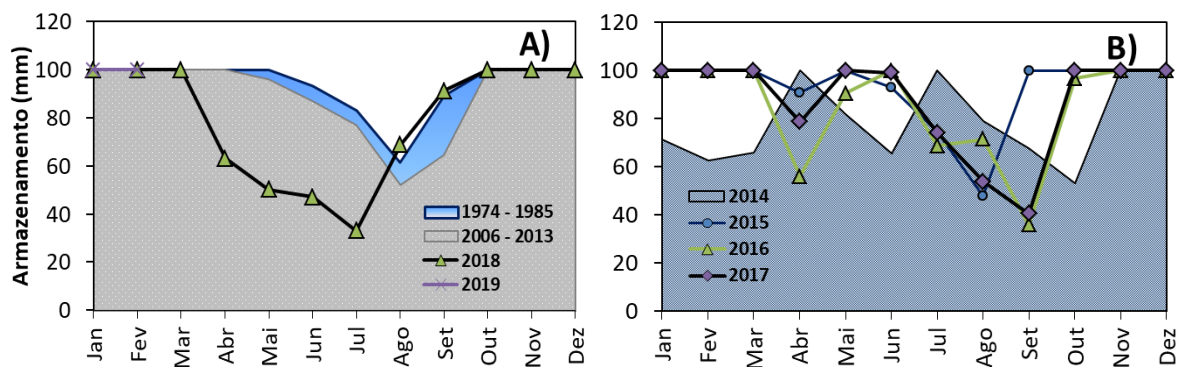 Armazenamento (mm)
120
100
80
60
40
20
0
A)
1974 - 1985
2006 - 2013
2018
2019
Jan
Fev
Mar
Abr
Mai
Jun
Jul
Ago
Set
Out
Nov
Dez
120
100
80
60
40
20
0
B)
2014
2015
2016
2017
Jan
Fev
Mar
Abr
Mai
Jun
Jul
Ago
Set
Out
Nov
Dez